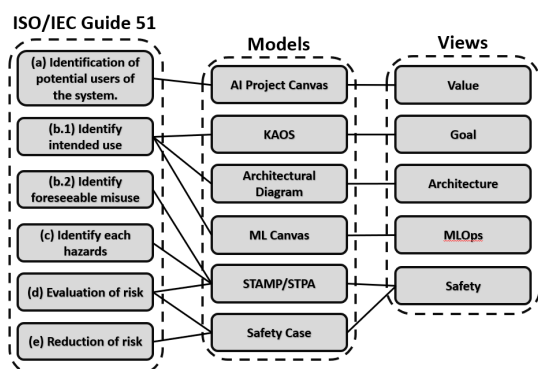 ISO/IEC Guide 51
(a) Identification of
potential users of
the system.
(b.1) Identify
intended use
(b.2) Identify
foreseeable misuse
(c) Identify each
hazards
(d) Evaluation of risk
(e) Reduction of risk
Models
AI Project Canvas
KAOS
Architectural
Diagram
ML Canvas
STAMP/STPA
Safety Case
Views
Value
Goal
Architecture
MLOps
Safety